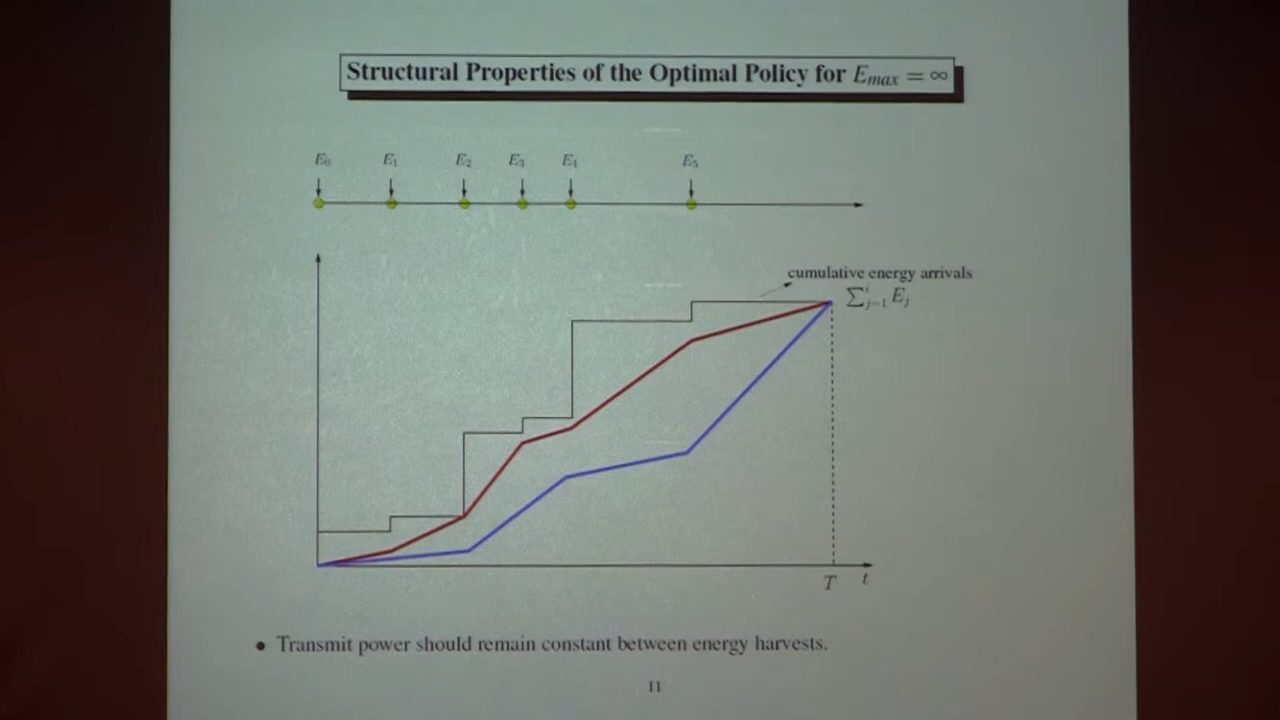 Structural Properties of the Optimal Policy for E_max = ∞
E_0 E_1 E_2 E_3 E_4 E_5
cumulative energy arrivals
∑_{j=1}^{i} E_j
T t
• Transmit power should remain constant between energy harvests.
11